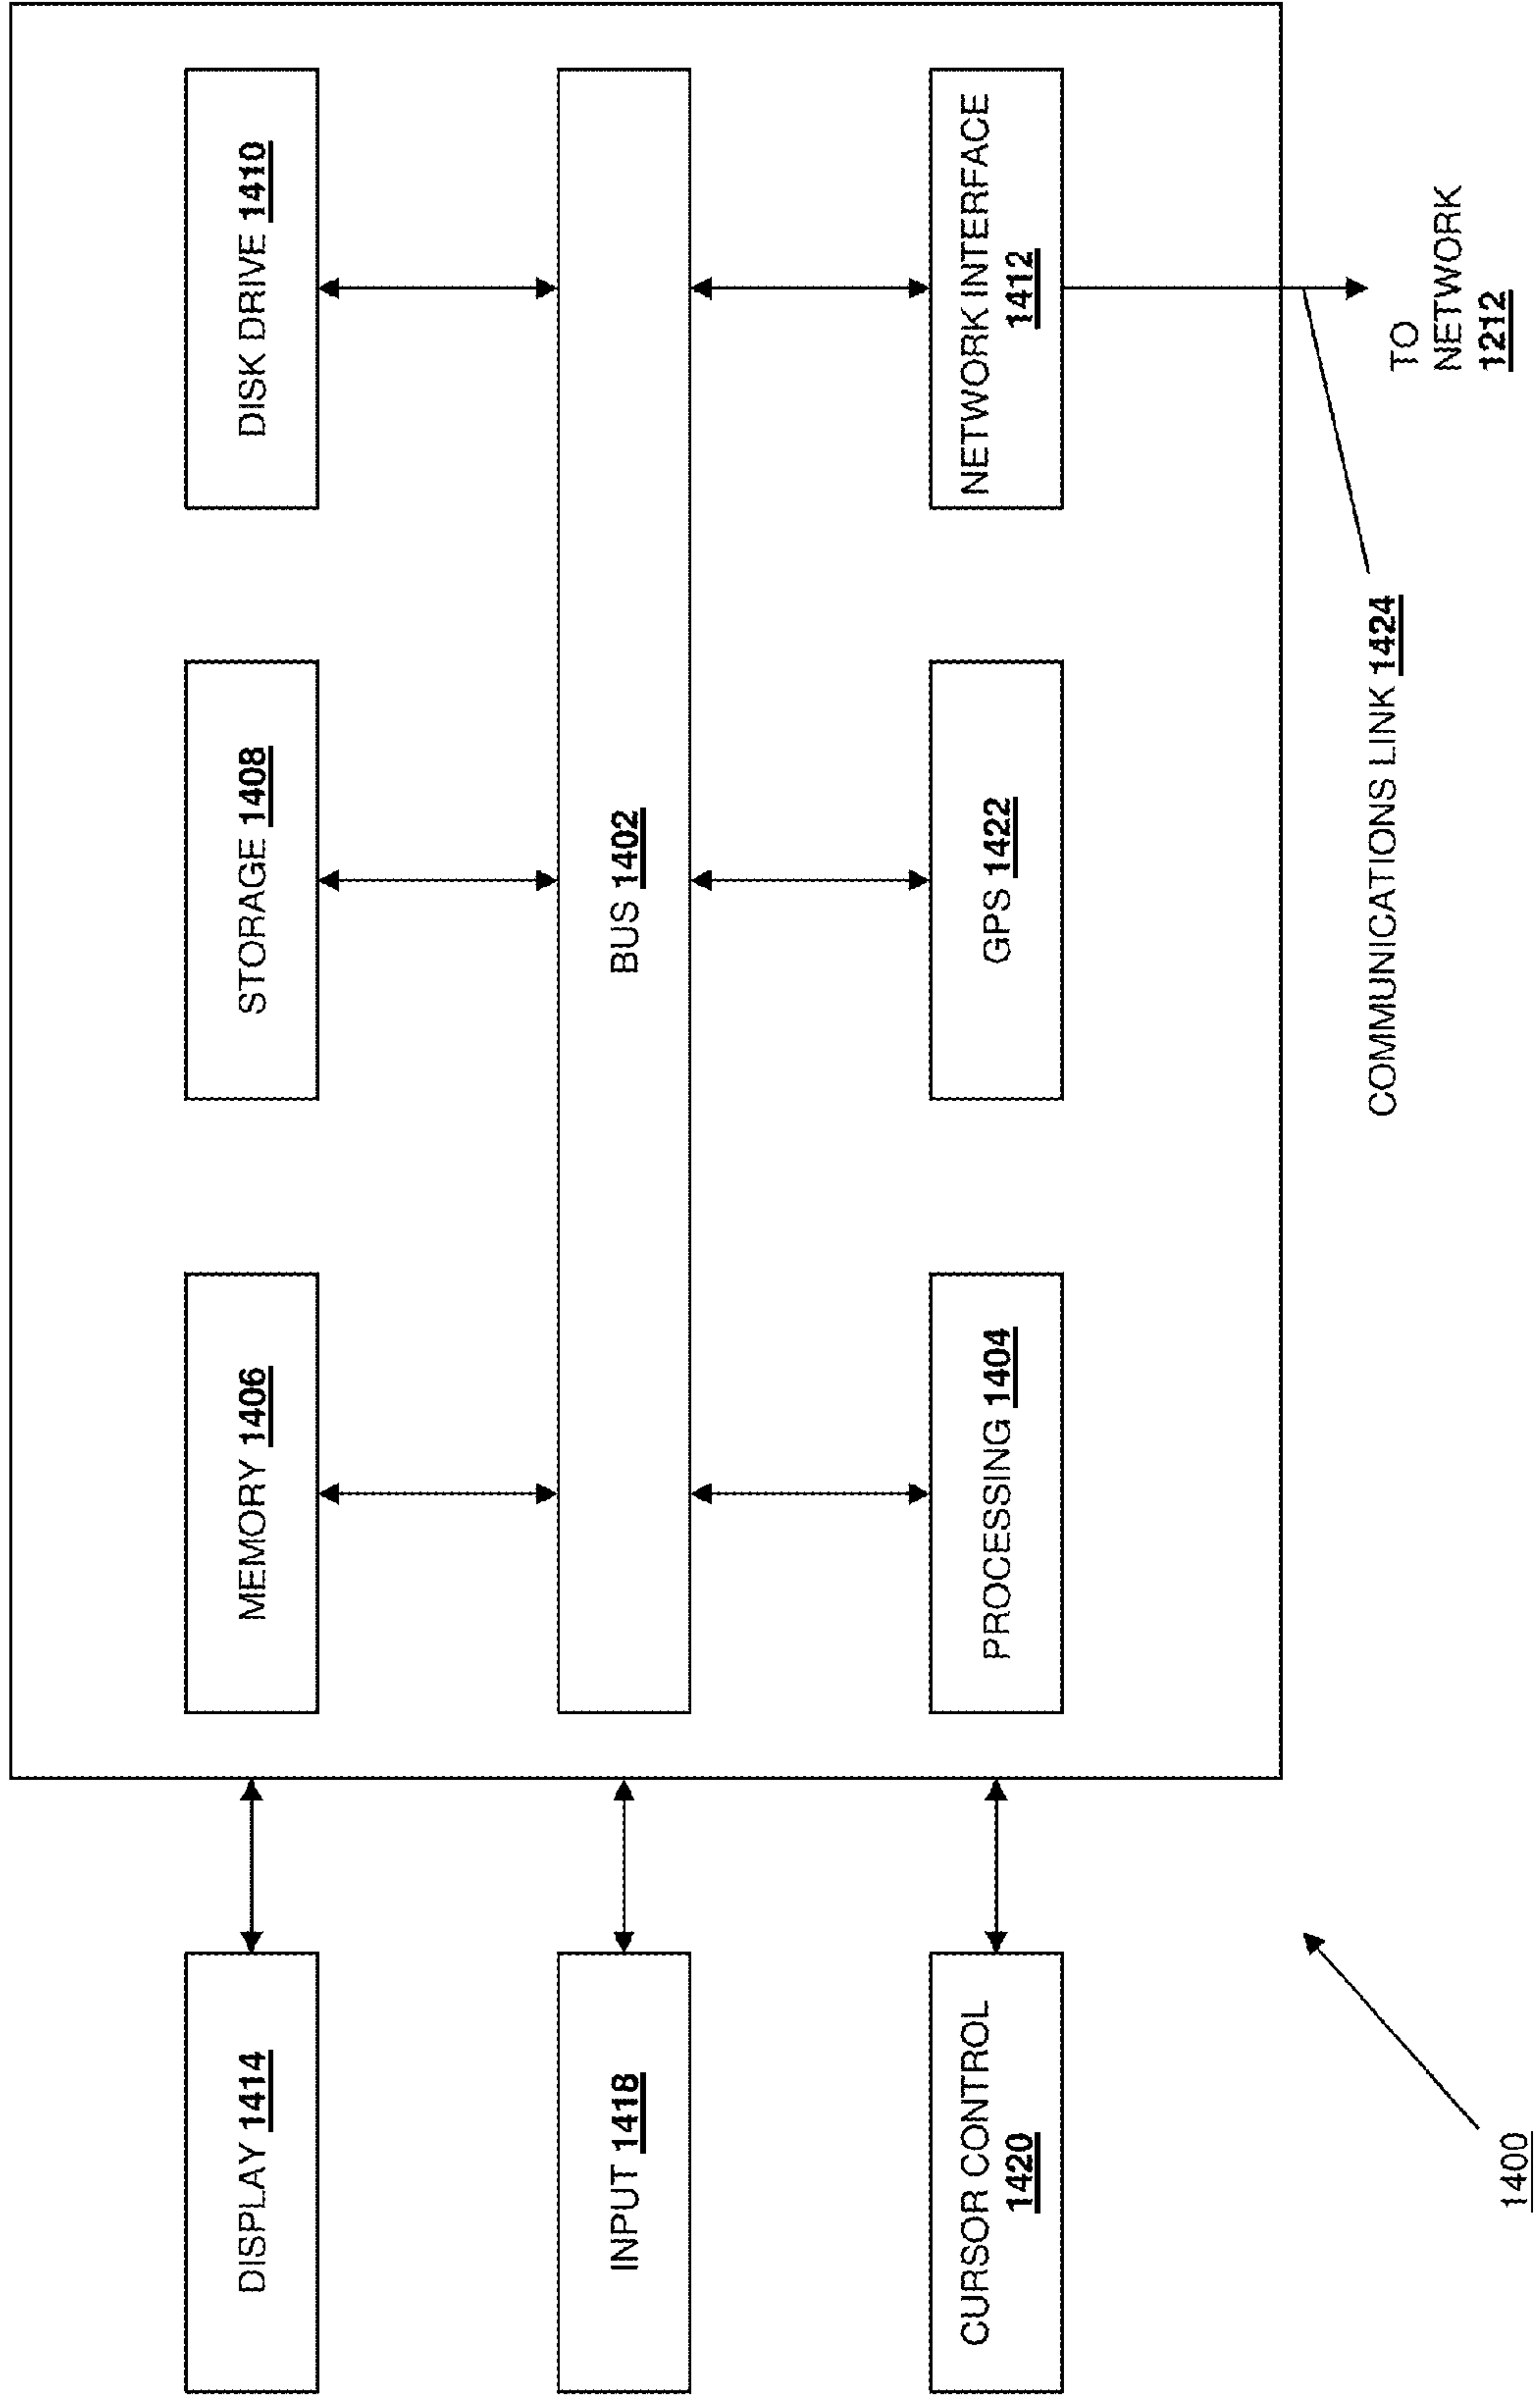 DISPLAY 1414
MEMORY 1406
STORAGE 1408
DISK DRIVE 1410
INPUT 1418
BUS 1402
CURSOR CONTROL
1420
PROCESSING 1404
GPS 1422
NETWORK INTERFACE
1412
COMMUNICATIONS LINK 1424
TO
NETWORK
1212
1400